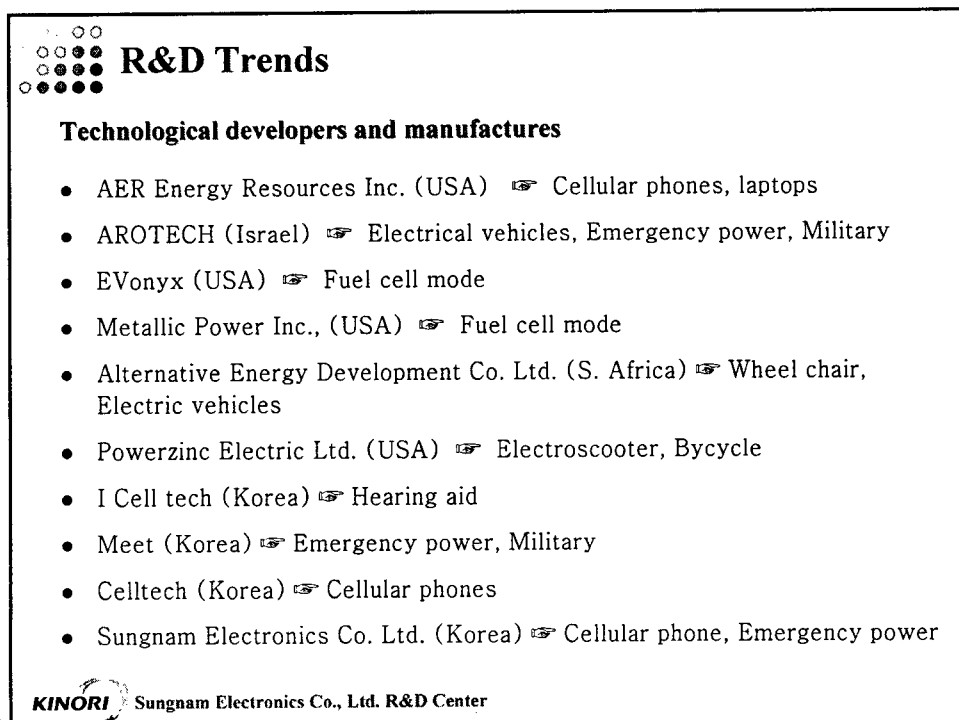 R&D Trends
Technological developers and manufactures
● AER Energy Resources Inc. (USA) ☞ Cellular phones, laptops
● AROTECH (Israel) ☞ Electrical vehicles, Emergency power, Military
● EVonyx (USA) ☞ Fuel cell mode
● Metallic Power Inc., (USA) ☞ Fuel cell mode
● Alternative Energy Development Co. Ltd. (S. Africa) ☞ Wheel chair,
Electric vehicles
● Powerzinc Electric Ltd. (USA) ☞ Electroscooter, Bycycle
● I Cell tech (Korea) ☞ Hearing aid
● Meet (Korea) ☞ Emergency power, Military
● Celltech (Korea) ☞ Cellular phones
● Sungnam Electronics Co. Ltd. (Korea) ☞ Cellular phone, Emergency power
KINORI Sungnam Electronics Co., Ltd. R&D Center